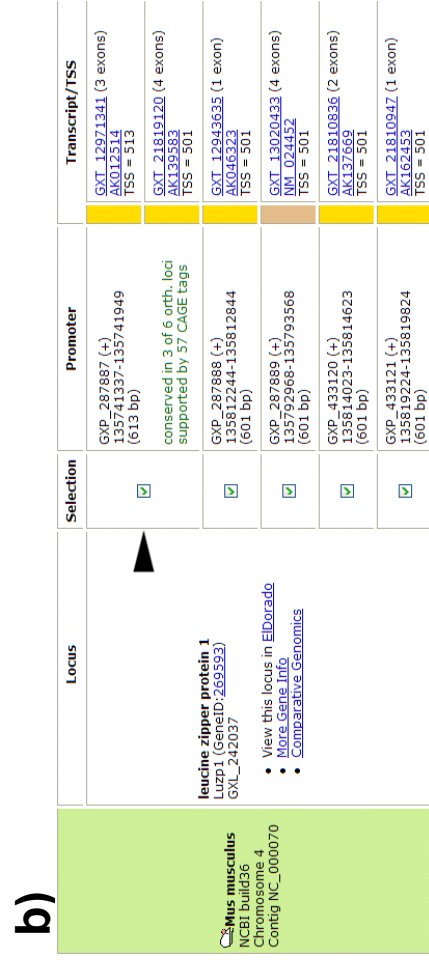 b)
Locus
Selection
Promoter
Transcript/TSS
Mus musculus
NCBI build36
Chromosome 4
Contig NC_000070
leucine zipper protein 1
Luzp1 (GeneID:269593)
GXL_242037
• View this locus in ElDorado
• More Gene Info
• Comparative Genomics
GXP_287887 (+)
135741337-135741949
(613 bp)
conserved in 3 of 6 orth. loci
supported by 57 CAGE tags
GXT_12971341 (3 exons)
AK012514
TSS = 513
GXT_21819120 (4 exons)
AK139583
TSS = 501
GXP_287888 (+)
135812244-135812844
(601 bp)
GXT_12943635 (1 exon)
AK046323
TSS = 501
GXP_287889 (+)
135792968-135793568
(601 bp)
GXT_13020433 (4 exons)
NM_024452
TSS = 501
GXP_433120 (+)
135814023-135814623
(601 bp)
GXT_21810836 (2 exons)
AK137669
TSS = 501
GXP_433121 (+)
135819224-135819824
(601 bp)
GXT_21810947 (1 exon)
AK162453
TSS = 501